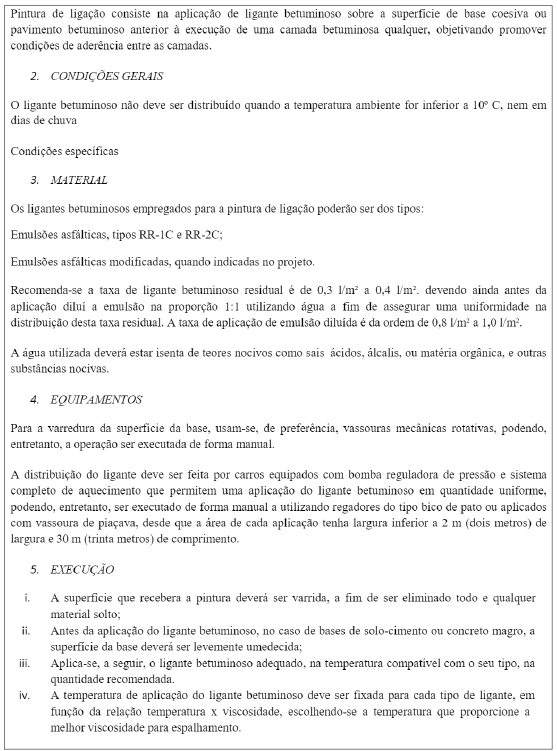 Pintura de ligação consiste na aplicação de ligante betuminoso sobre a superfície de base coesiva ou
pavimento betuminoso anterior à execução de uma camada betuminosa qualquer, objetivando promover
condições de aderência entre as camadas.
2. CONDIÇÕES GERAIS
O ligante betuminoso não deve ser distribuído quando a temperatura ambiente for inferior a 10º C, nem em
dias de chuva
Condições específicas
3. MATERIAL
Os ligantes betuminosos empregados para a pintura de ligação poderão ser dos tipos:
Emulsões asfálticas, tipos RR-1C e RR-2C;
Emulsões asfálticas modificadas, quando indicadas no projeto.
Recomenda-se a taxa de ligante betuminoso residual é de 0,3 l/m² a 0,4 l/m². devendo ainda antes da
aplicação diluí a emulsão na proporção 1:1 utilizando água a fim de assegurar uma uniformidade na
distribuição desta taxa residual. A taxa de aplicação de emulsão diluída é da ordem de 0,8 l/m² a 1,0 l/m².
A água utilizada deverá estar isenta de teores nocivos como sais ácidos, álcalis, ou matéria orgânica, e outras
substâncias nocivas.
4. EQUIPAMENTOS
Para a varredura da superfície da base, usam-se, de preferência, vassouras mecânicas rotativas, podendo,
entretanto, a operação ser executada de forma manual.
A distribuição do ligante deve ser feita por carros equipados com bomba reguladora de pressão e sistema
completo de aquecimento que permitem uma aplicação do ligante betuminoso em quantidade uniforme,
podendo, entretanto, ser executado de forma manual a utilizando regadores do tipo bico de pato ou aplicados
com vassoura de piaçava, desde que a área de cada aplicação tenha largura inferior a 2 m (dois metros) de
largura e 30 m (trinta metros) de comprimento.
5. EXECUÇÃO
i. A superfície que recebera a pintura deverá ser varrida, a fim de ser eliminado todo e qualquer
material solto;
ii. Antes da aplicação do ligante betuminoso, no caso de bases de solo-cimento ou concreto magro, a
superfície da base deverá ser levemente umedecida;
iii. Aplica-se, a seguir, o ligante betuminoso adequado, na temperatura compatível com o seu tipo, na
quantidade recomendada.
iv. A temperatura de aplicação do ligante betuminoso deve ser fixada para cada tipo de ligante, em
função da relação temperatura x viscosidade, escolhendo-se a temperatura que proporcione a
melhor viscosidade para espalhamento.